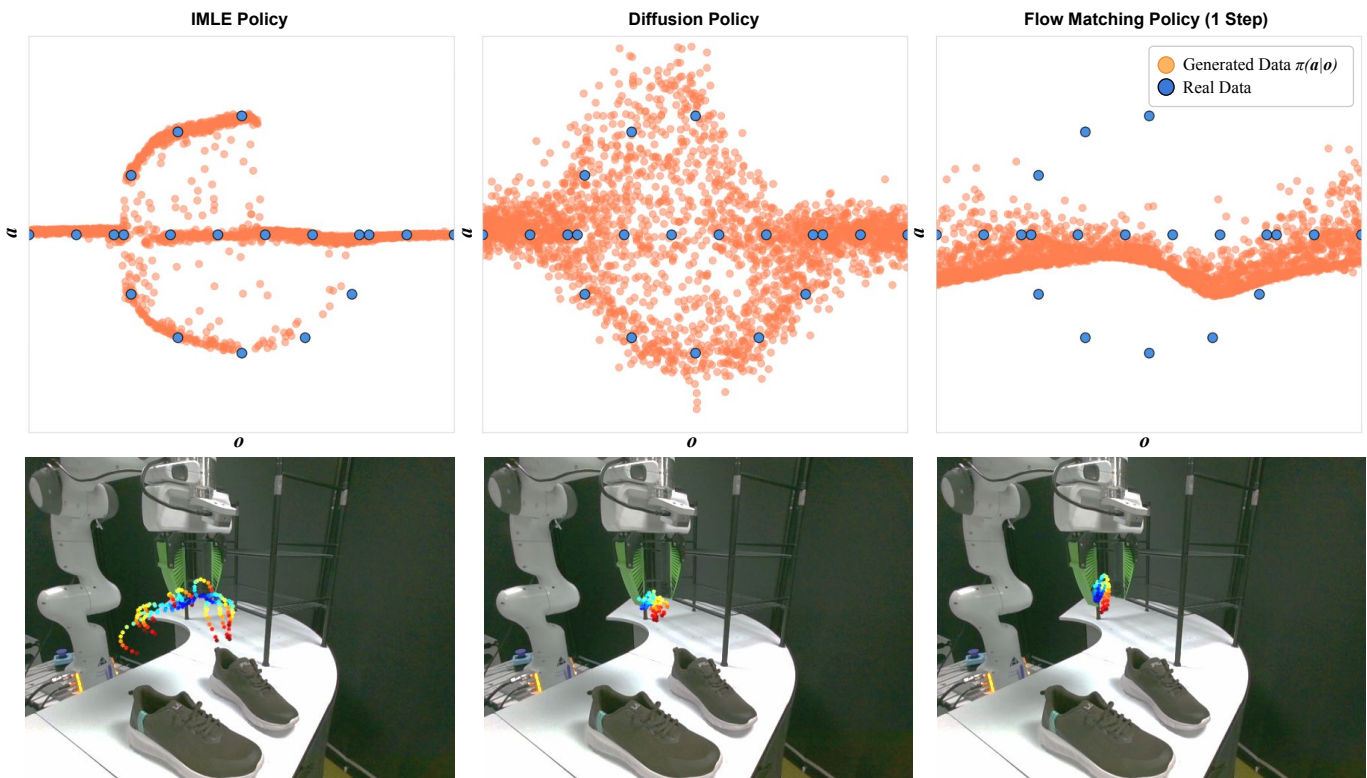 IMLE Policy
Diffusion Policy
Flow Matching Policy (1 Step)
Generated Data π(a|o)
Real Data
a
a
a
o
o
o